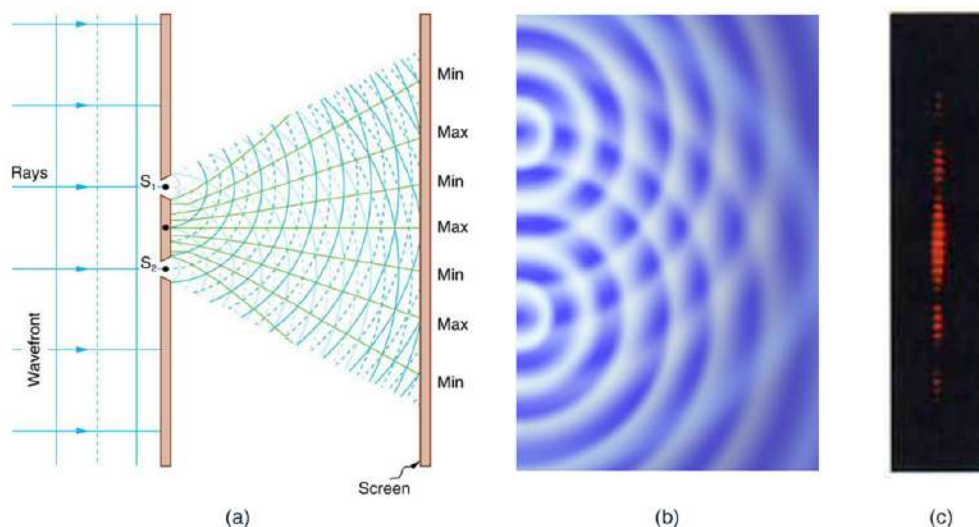 Min
Max
Rays
S1
Min
Max
S2
Min
Wavefront
Max
Min
Screen
(a)
(b)
(c)